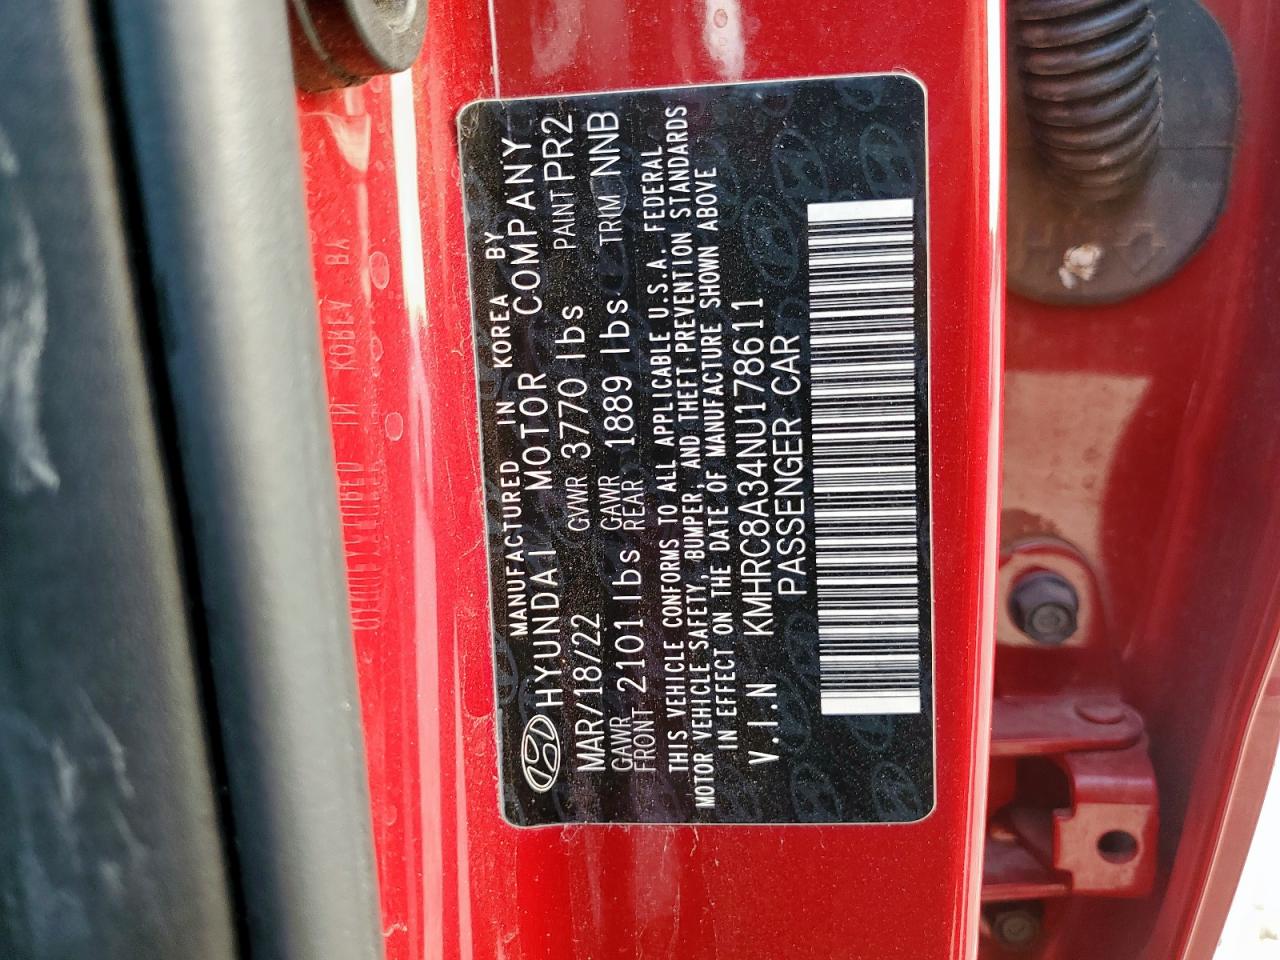 MANUFACTURED IN KOREA BY
HYUNDAI MOTOR COMPANY
MAR/18/22 GVWR 3770 lbs PAINT PR2
GAWR FRONT 2101 lbs GAWR REAR 1889 lbs TRIM NNB
THIS VEHICLE CONFORMS TO ALL APPLICABLE U.S.A. FEDERAL
MOTOR VEHICLE SAFETY, BUMPER, AND THEFT PREVENTION STANDARDS
IN EFFECT ON THE DATE OF MANUFACTURE SHOWN ABOVE
V.I.N KMHRC8A34NU178611
PASSENGER CAR